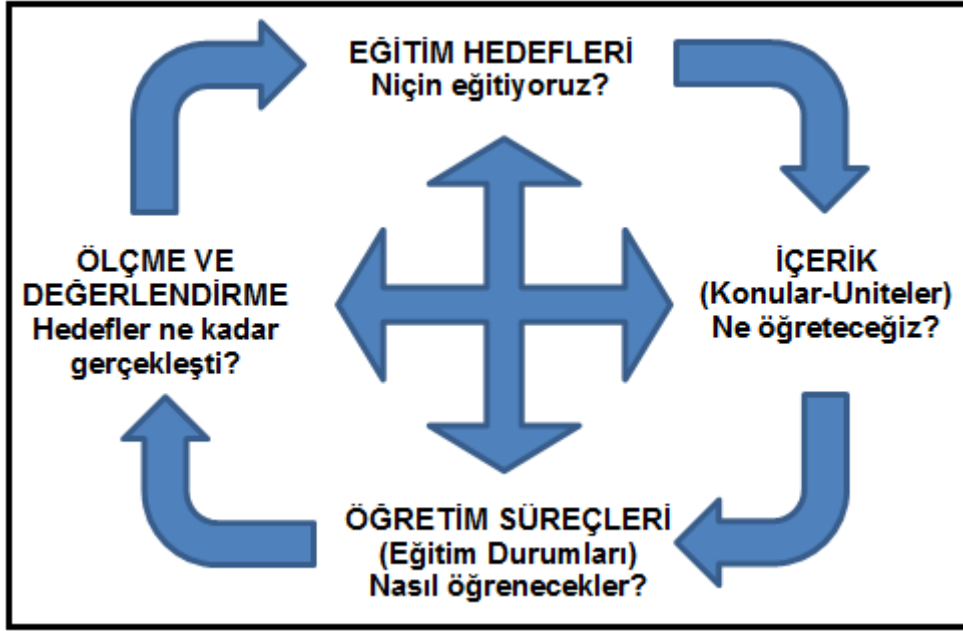 EĞİTİM HEDEFLERİ
Niçin eğitiyoruz?
İÇERİK
(Konular-Uniteler)
Ne öğreteceğiz?
ÖĞRETİM SÜREÇLERİ
(Eğitim Durumları)
Nasıl öğrenecekler?
ÖLÇME VE
DEĞERLENDİRME
Hedefler ne kadar
gerçekleşti?